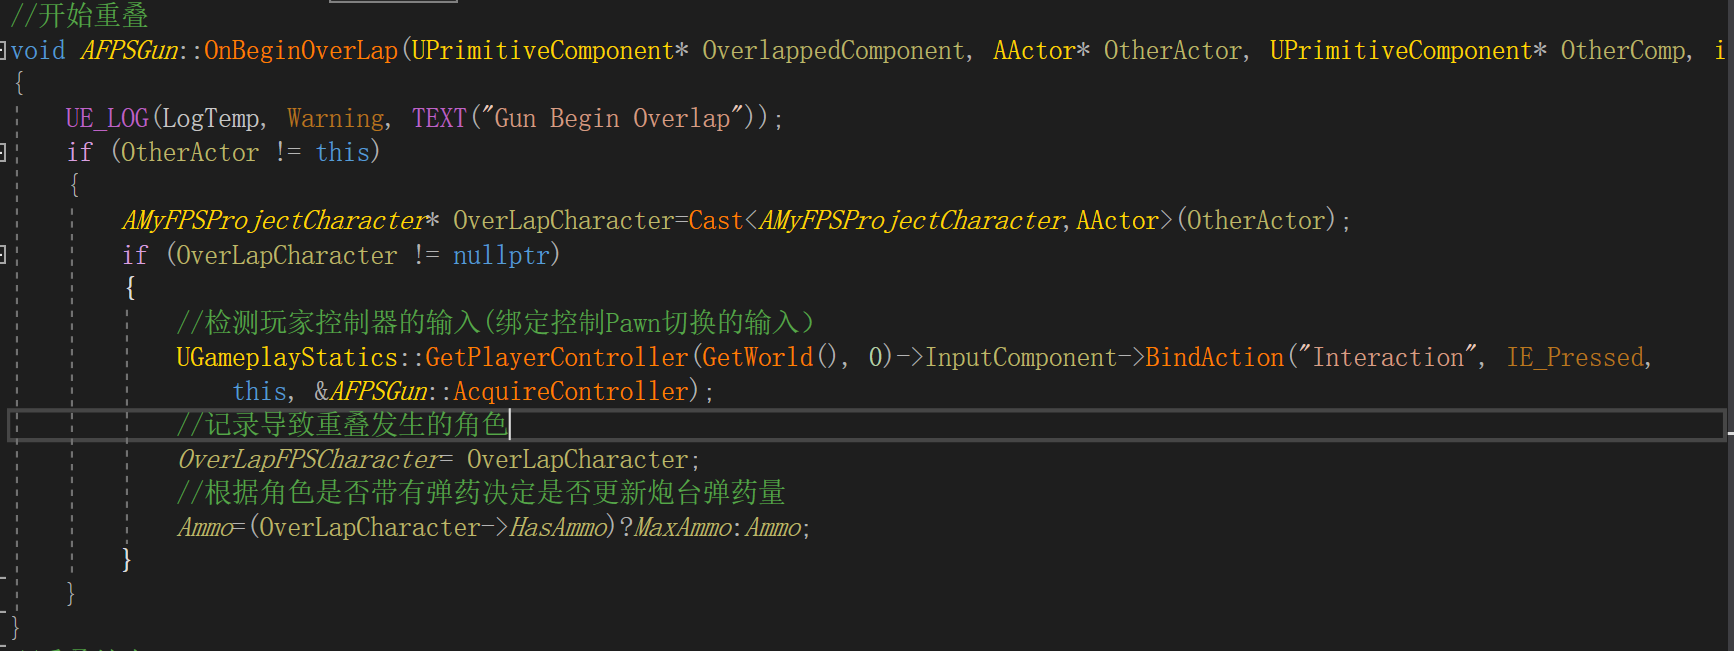 //开始重叠
void AFPSGun::OnBeginOverLap(UPrimitiveComponent* OverlappedComponent, AActor* OtherActor, UPrimitiveComponent* OtherComp, i
{
UE_LOG(LogTemp, Warning, TEXT("Gun Begin Overlap"));
if (OtherActor != this)
{
AMyFPSProjectCharacter* OverLapCharacter=Cast<AMyFPSProjectCharacter,AActor>(OtherActor);
if (OverLapCharacter != nullptr)
{
//检测玩家控制器的输入(绑定控制Pawn切换的输入）
UGameplayStatics::GetPlayerController(GetWorld(), 0)->InputComponent->BindAction("Interaction", IE_Pressed,
this, &AFPSGun::AcquireController);
//记录导致重叠发生的角色
OverLapFPSCharacter= OverLapCharacter;
//根据角色是否带有弹药决定是否更新炮台弹药量
Ammo=(OverLapCharacter->HasAmmo)?MaxAmmo:Ammo;
}
}
}